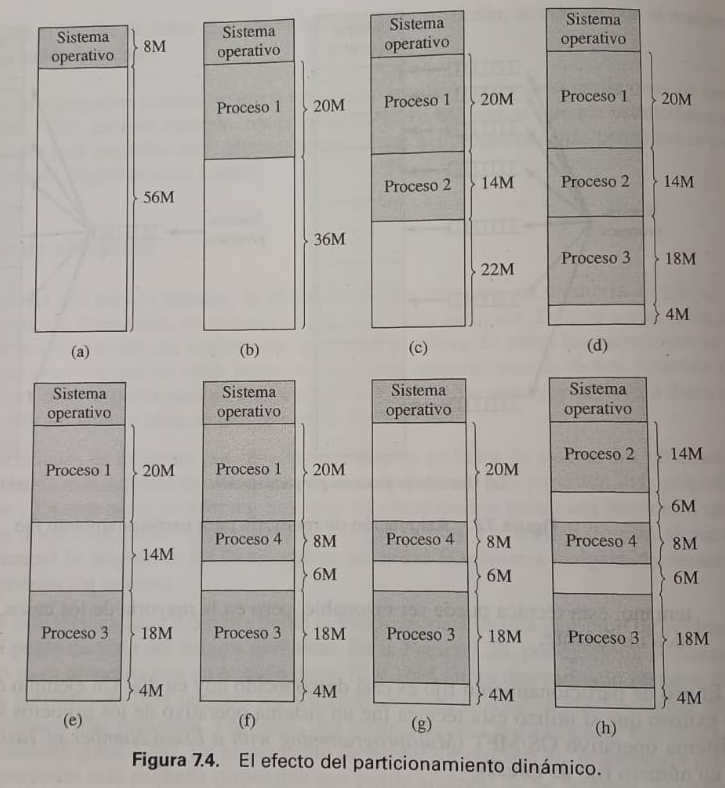 Sistema
operativo
8M
56M
(a)
Sistema
operativo
Proceso 1
20M
36M
(b)
Sistema
operativo
Proceso 1
20M
Proceso 2
14M
22M
(c)
Sistema
operativo
Proceso 1
20M
Proceso 2
14M
Proceso 3
18M
4M
(d)
Sistema
operativo
Proceso 1
20M
14M
Proceso 3
18M
4M
(e)
Sistema
operativo
Proceso 1
20M
Proceso 4
8M
6M
Proceso 3
18M
4M
(f)
Sistema
operativo
20M
Proceso 4
8M
6M
Proceso 3
18M
4M
(g)
Sistema
operativo
Proceso 2
14M
6M
Proceso 4
8M
6M
Proceso 3
18M
4M
(h)
Figura 7.4. El efecto del particionamiento dinámico.